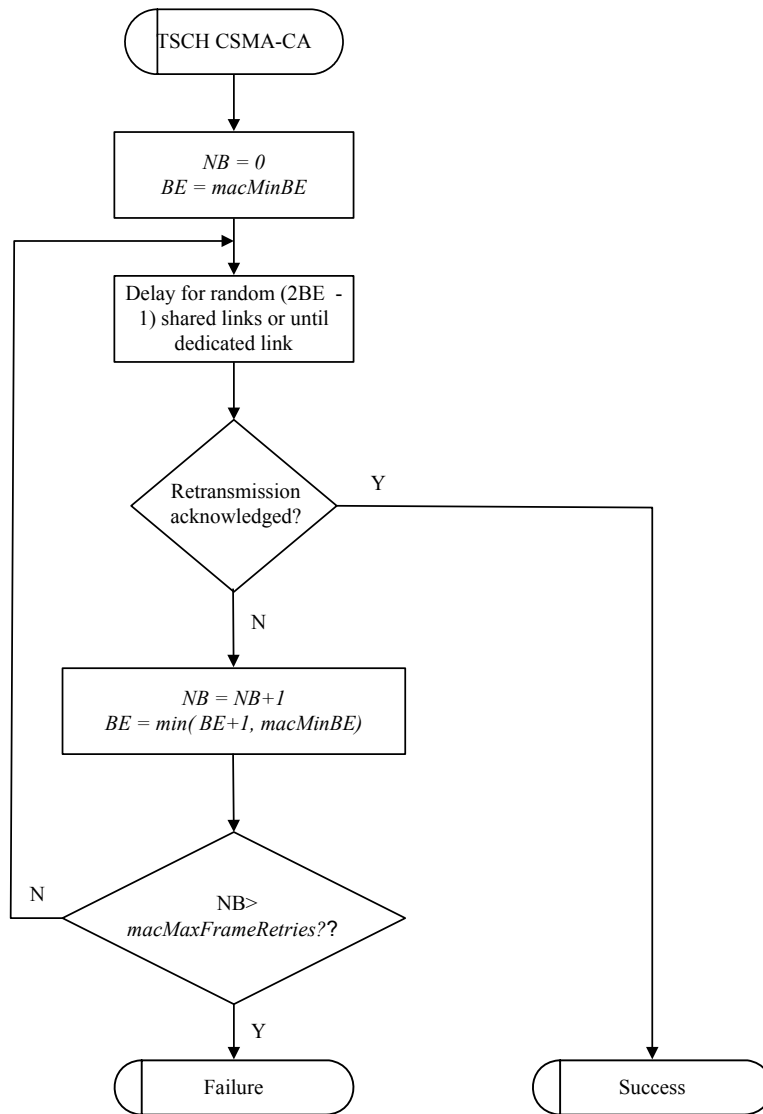 TSCH CSMA-CA
NB = 0
BE = macMinBE
Delay for random (2BE -
1) shared links or until
dedicated link
Retransmission
acknowledged?
Y
N
NB = NB+1
BE = min( BE+1, macMinBE)
N
NB>
macMaxFrameRetries??
Y
Failure
Success